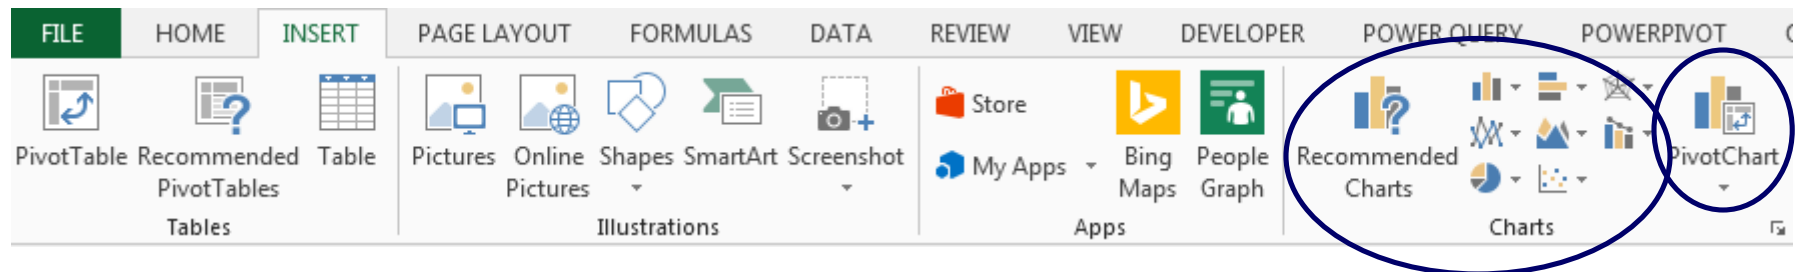 FILE HOME INSERT PAGE LAYOUT FORMULAS DATA REVIEW VIEW DEVELOPER POWER QUERY POWERPIVOT
PivotTable Recommended PivotTables Table
Tables
Pictures Online Pictures Shapes SmartArt Screenshot
Illustrations
Store
My Apps
Bing Maps People Graph
Apps
Recommended Charts
PivotChart
Charts